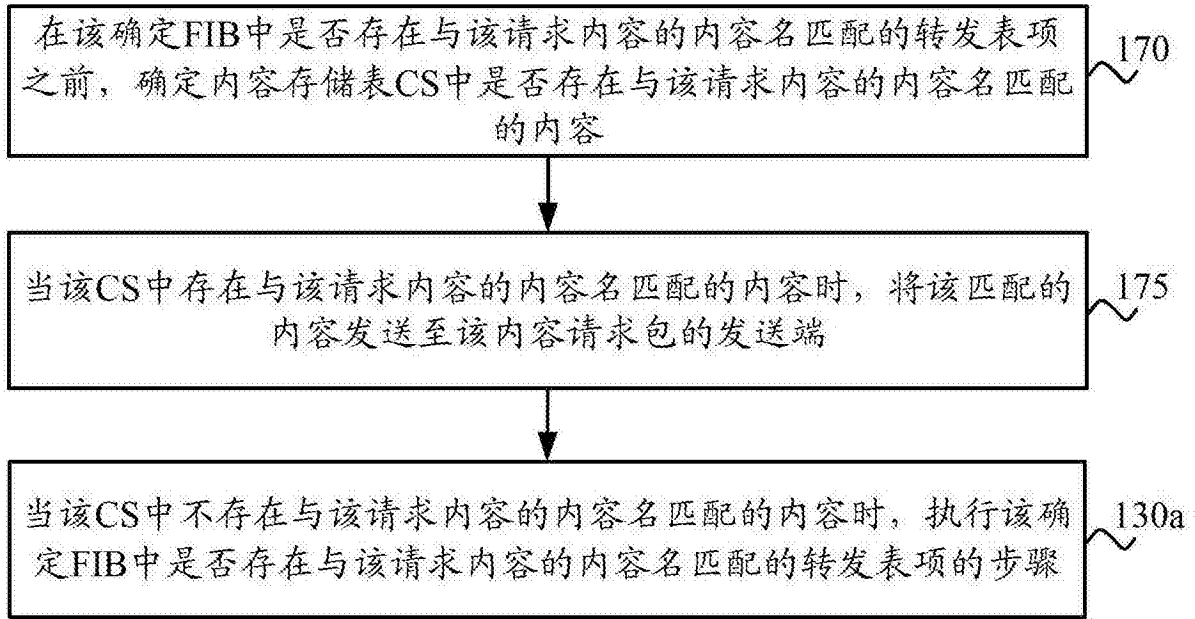 在该确定FIB中是否存在与该请求内容的内容名匹配的转发表项
之前，确定内容存储表CS中是否存在与该请求内容的内容名匹配
的内容
170
当该CS中存在与该请求内容的内容名匹配的内容时，将该匹配的
内容发送至该内容请求包的发送端
175
当该CS中不存在与该请求内容的内容名匹配的内容时，执行该确
定FIB中是否存在与该请求内容的内容名匹配的转发表项的步骤
130a